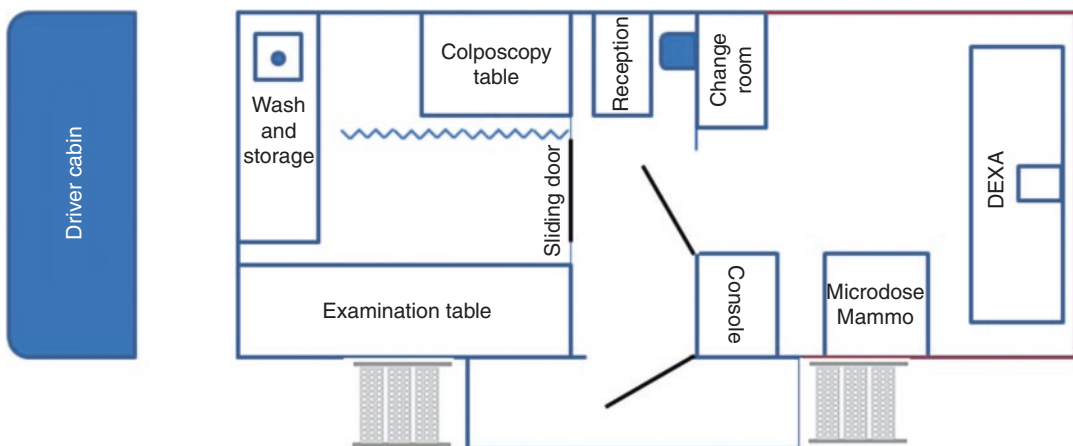 Driver cabin
Wash
and
storage
Colposcopy
table
Reception
Change
room
Sliding door
DEXA
Examination table
Console
Microdose
Mammo